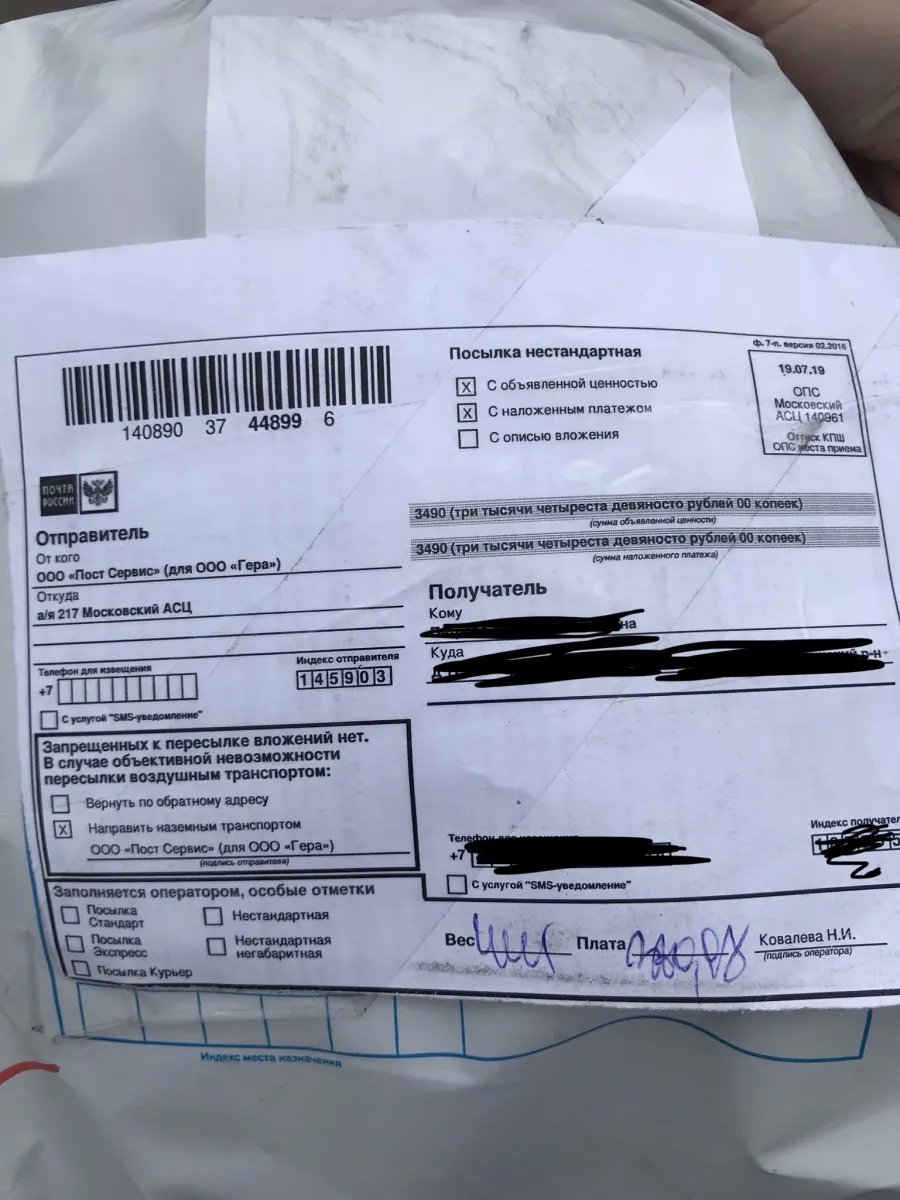 140890 37 44899 6
ПОЧТА
РОССИИ
Посылка нестандартная
X С объявленной ценностью
X С наложенным платежом
С описью вложения
ф. 7-п. версия 02.2016
19.07.19
ОПС
Московский
АСЦ 140961
Оттиск КПШ
ОПС места приема
3490 (три тысячи четыреста девяносто рублей 00 копеек)
(сумма объявленной ценности)
3490 (три тысячи четыреста девяносто рублей 00 копеек)
(сумма наложенного платежа)
Отправитель
От кого
ООО «Пост Сервис» (для ООО «Гера»)
Откуда
а/я 217 Московский АСЦ
Телефон для извещения
+7
Индекс отправителя
145903
С услугой "SMS-уведомление"
Получатель
Кому
на
Куда
р-н
Запрещенных к пересылке вложений нет.
В случае объективной невозможности
пересылки воздушным транспортом:
Вернуть по обратному адресу
X Направить наземным транспортом
ООО «Пост Сервис» (для ООО «Гера»)
(подпись отправителя)
Телефон для
+7
Индекс получател
С услугой "SMS-уведомление"
Заполняется оператором, особые отметки
Посылка
Стандарт
Нестандартная
Посылка
Экспресс
Нестандартная
негабаритная
Посылка Курьер
Вес
Плата
Ковалева Н.И.
(подпись оператора)
Индекс места назначения